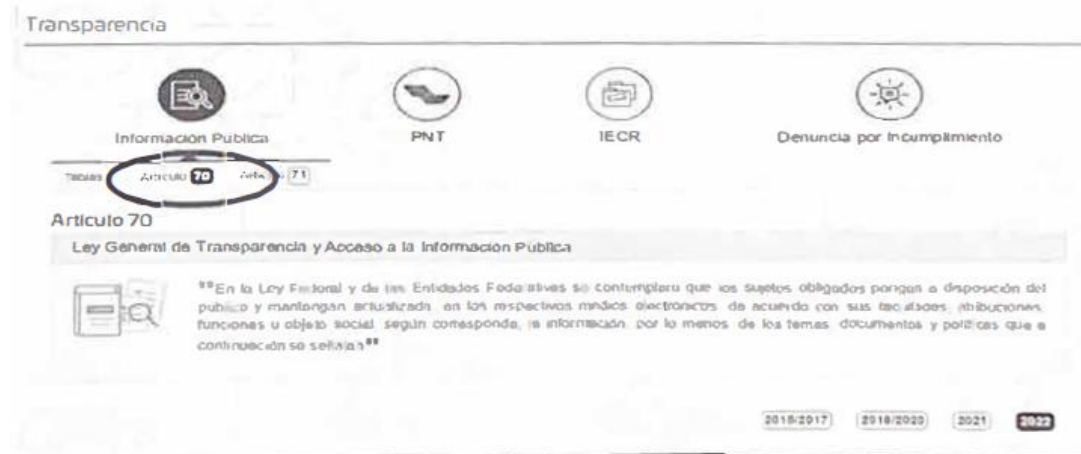 Transparencia
Información Pública
PNT
IECR
Denuncia por Incumplimiento
Tablas Artículo 70 Artículo 71
Artículo 70
Ley General de Transparencia y Acceso a la Información Pública
"En la Ley Federal y de las Entidades Federativas se contemplara que los sujetos obligados pongan a disposición del
público y mantengan actualizada en los respectivos medios electrónicos de acuerdo con sus facultades, atribuciones,
funciones u objeto social, según corresponda, la información, por lo menos, de los temas, documentos y políticas que a
continuación se señalan"
2015/2017 2018/2020 2021 2022